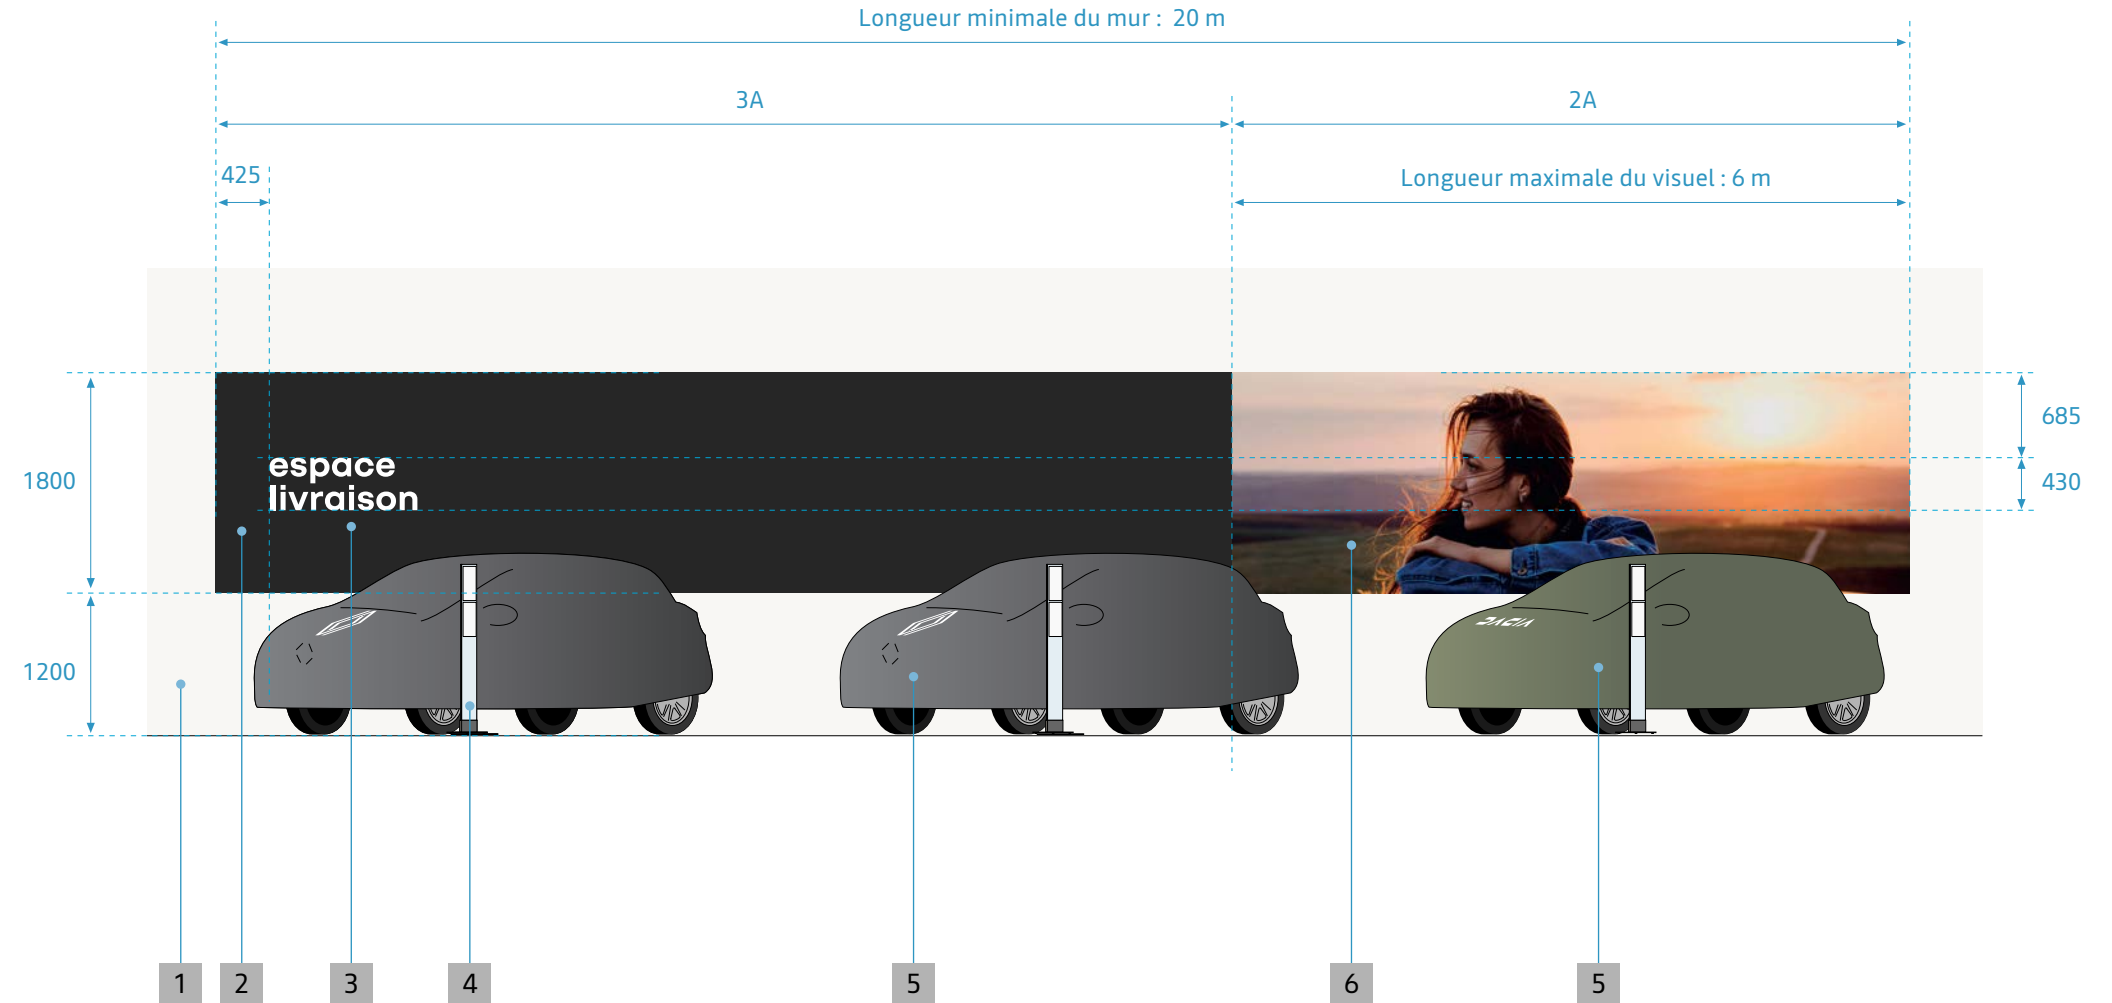 Longueur minimale du mur : 20 m
3A
2A
425
Longueur maximale du visuel : 6 m
1800
685
430
espace
livraison
1200
DACIA
1
2
3
4
5
6
5